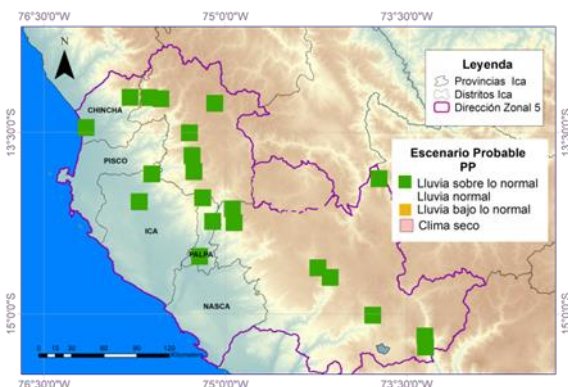 76°30'0"W 75°0'0"W 73°30'0"W
N
Leyenda
Provincias Ica
Distritos Ica
Dirección Zonal 5
CHINCHA
13°30'0"S 13°30'0"S
Escenario Probable
PP
PISCO
Lluvia sobre lo normal
Lluvia normal
Lluvia bajo lo normal
Clima seco
ICA
PALPA
NASCA
15°0'0"S 15°0'0"S
0 15 30 60 90 120
Kilometers
76°30'0"W 75°0'0"W 73°30'0"W